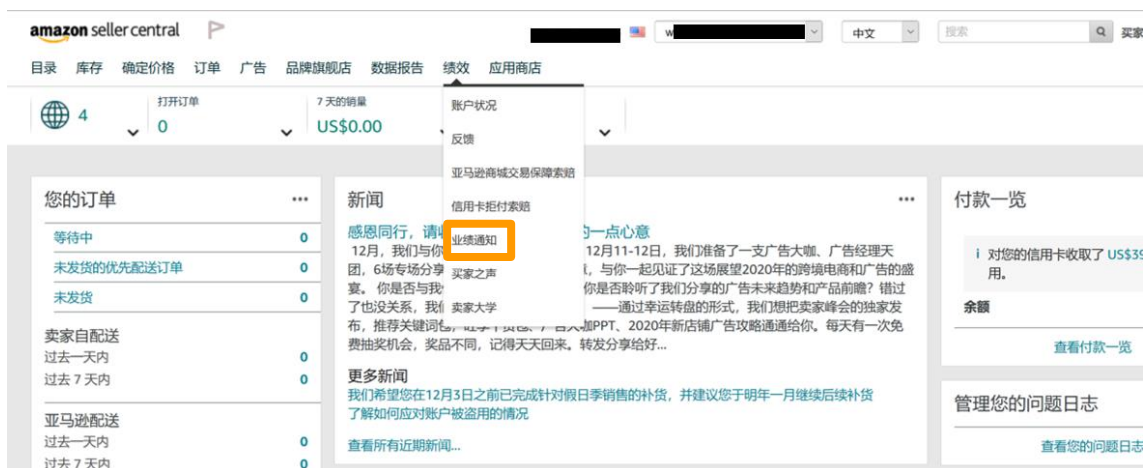 amazon seller central
w
中文
搜索
买家
目录 库存 确定价格 订单 广告 品牌旗舰店 数据报告 绩效 应用商店
账户状况
反馈
亚马逊商城交易保障索赔
信用卡拒付索赔
业绩通知
买家之声
卖家大学
4
打开订单
0
7 天的销量
US$0.00
您的订单
等待中 0
未发货的优先配送订单 0
未发货 0
卖家自配送
过去一天内 0
过去 7 天内 0
亚马逊配送
过去一天内 0
过去 7 天内 0
新闻
感恩同行，请 一点心意
12月，我们与你 12月11-12日，我们准备了一支广告大咖、广告经理天
团，6场专场分享 ，与你一起见证了这场展望2020年的跨境电商和广告的盛
宴。 你是否与我 你是否聆听了我们分享的广告未来趋势和产品前瞻？错过
了也没关系，我们 ——通过幸运转盘的形式，我们想把卖家峰会的独家发
布，推荐关键词 PPT、2020年新店铺广告攻略通通给你。每天有一次免
费抽奖机会，奖品不同，记得天天回来。转发分享给好...
更多新闻
我们希望您在12月3日之前已完成针对假日季销售的补货，并建议您于明年一月继续后续补货
了解如何应对账户被盗用的情况
查看所有近期新闻...
付款一览
i 对您的信用卡收取了 US$39
用。
余额
查看付款一览
管理您的问题日志
查看您的问题日志